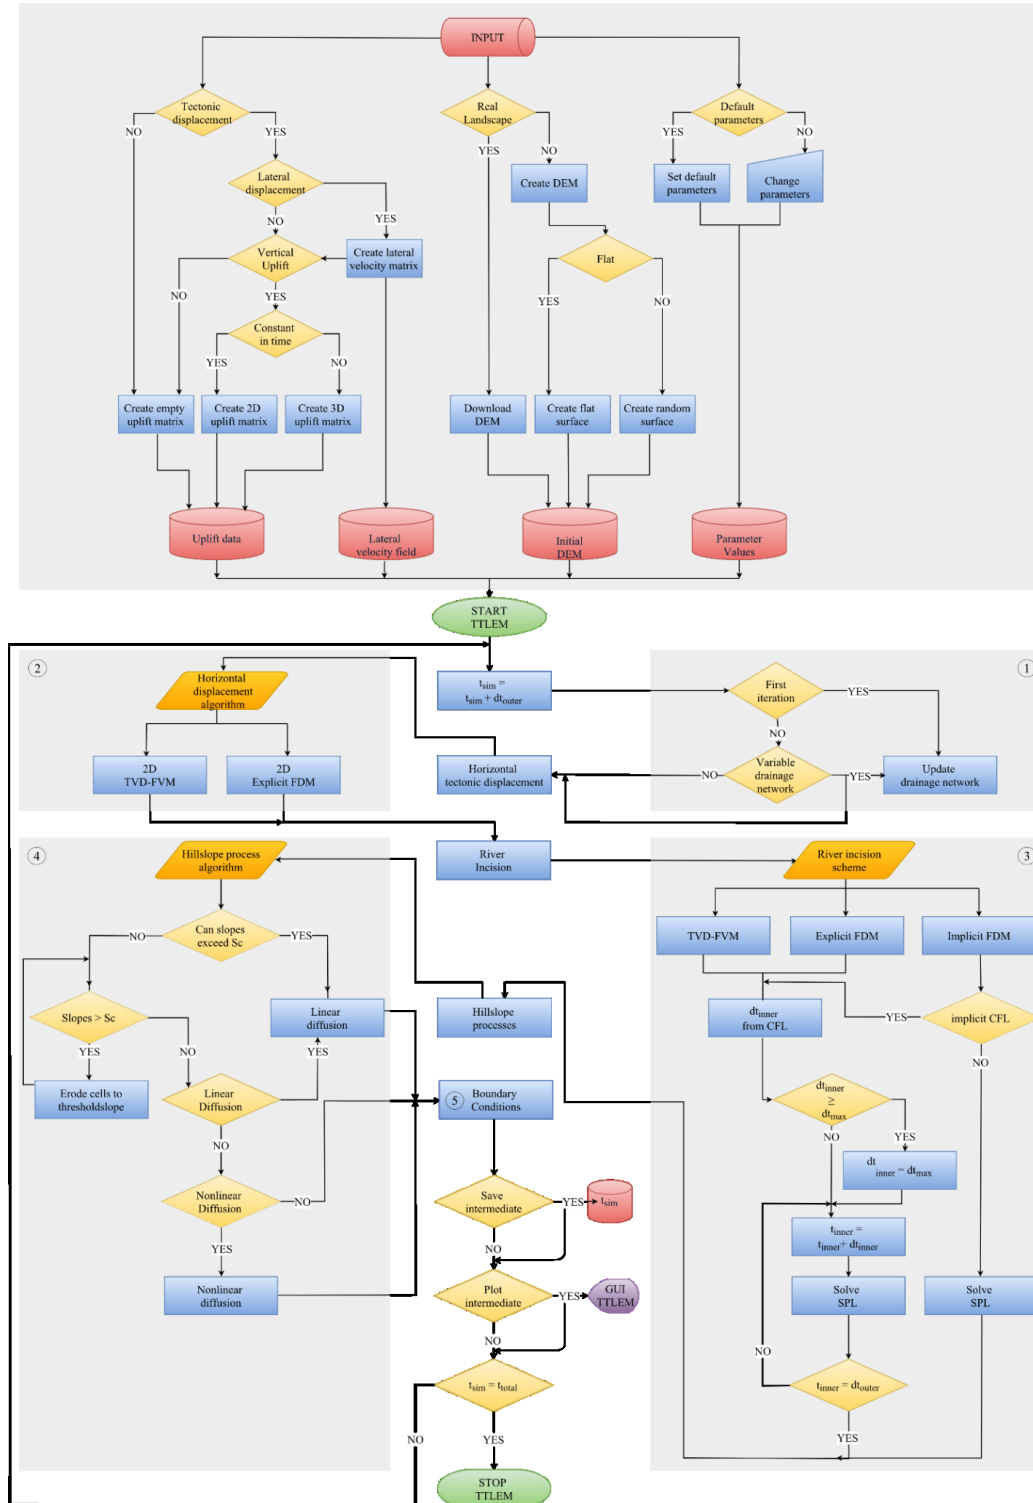 INPUT
Tectonic
displacement
Real
Landscape
Default
parameters
NO
YES
YES
NO
YES
NO
Lateral
displacement
Create DEM
Set default
parameters
Change
parameters
NO
YES
Vertical
Uplift
Create lateral
velocity matrix
Flat
NO
YES
YES
NO
Constant
in time
YES
NO
Create empty
uplift matrix
Create 2D
uplift matrix
Create 3D
uplift matrix
Download
DEM
Create flat
surface
Create random
surface
Uplift data
Lateral
velocity field
Initial
DEM
Parameter
Values
START
TTLEM
2
Horizontal
displacement
algorithm
tsim =
tsim + dtouter
First
iteration
YES
1
NO
2D
TVD-FVM
2D
Explicit FDM
Horizontal
tectonic displacement
NO
Variable
drainage
network
YES
Update
drainage network
4
Hillslope process
algorithm
River
Incision
River incision
scheme
3
Can slopes
exceed Sc
NO
YES
TVD-FVM
Explicit FDM
Implicit FDM
Slopes > Sc
Linear
diffusion
Hillslope
processes
dtinner
from CFL
YES
implicit CFL
YES
NO
YES
NO
Erode cells to
thresholdslope
Linear
Diffusion
5
Boundary
Conditions
dtinner
≥
dtmax
NO
YES
NO
Nonlinear
Diffusion
NO
dt
inner = dtmax
Save
intermediate
YES
tsim
NO
tinner =
tinner + dtinner
YES
Nonlinear
diffusion
Plot
intermediate
YES
GUI
TTLEM
Solve
SPL
Solve
SPL
NO
NO
tsim = ttotal
tinner = dtouter
NO
YES
YES
STOP
TTLEM